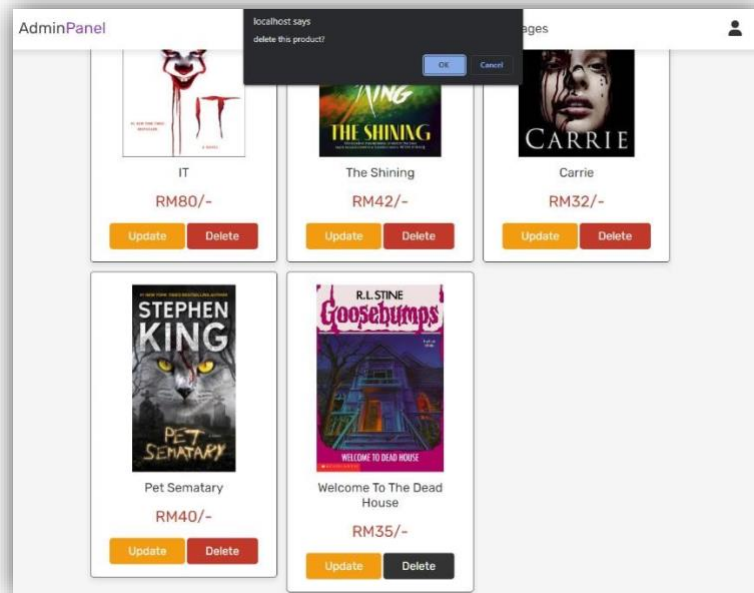 AdminPanel
localhost says
delete this product?
OK
Cancel
ages
IT
A NOVEL
IT
RM80/-
Update
Delete
KING
THE SHINING
The Shining
RM42/-
Update
Delete
CARRIE
Carrie
RM32/-
Update
Delete
STEPHEN
KING
PET
SEMATARY
Pet Sematary
RM40/-
Update
Delete
R.L. STINE
Goosebumps
WELCOME TO DEAD HOUSE
Welcome To The Dead
House
RM35/-
Update
Delete